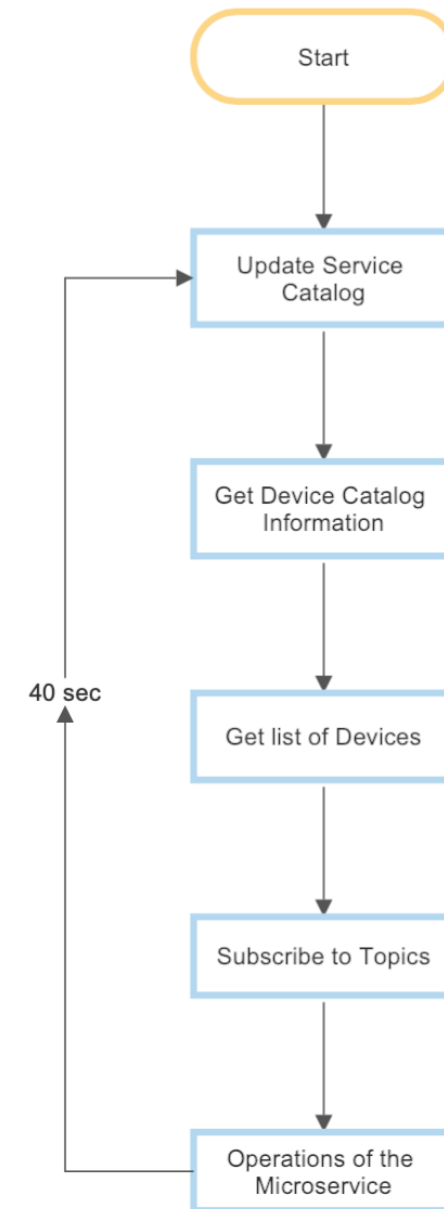 Start
Update Service
Catalog
Get Device Catalog
Information
40 sec
Get list of Devices
Subscribe to Topics
Operations of the
Microservice